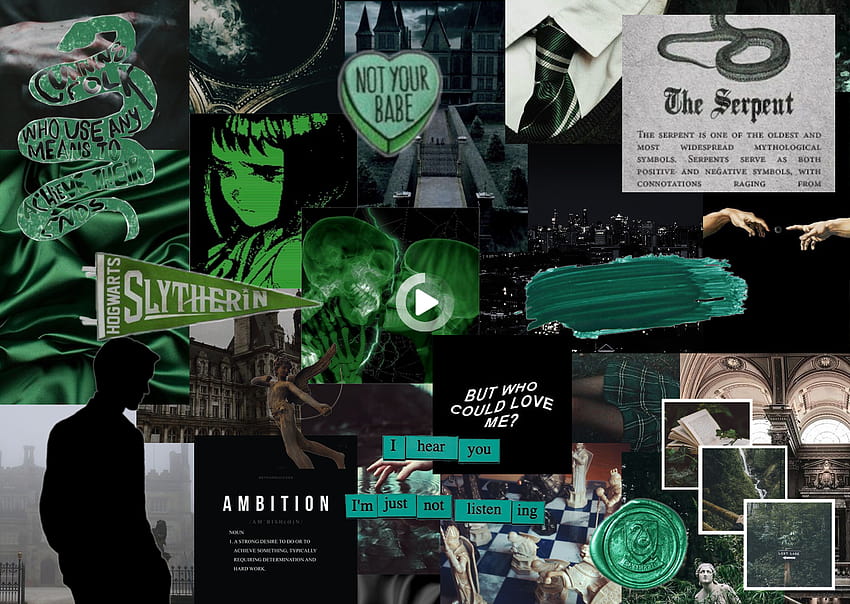 CUNNING
FOLK
WHO USE ANY
MEANS TO
ACHIEVE THEIR
ENDS
NOT YOUR
BABE
The Serpent
THE SERPENT IS ONE OF THE OLDEST AND
MOST WIDESPREAD MYTHOLOGICAL
SYMBOLS. SERPENTS SERVE AS BOTH
POSITIVE AND NEGATIVE SYMBOLS, WITH
CONNOTATIONS RAGING FROM
HOGWARTS
SLYTHERIN
BUT WHO
COULD LOVE
ME?
I hear you
I'm just not listen ing
AMBITION
NOUN
1. A STRONG DESIRE TO DO OR TO
ACHIEVE SOMETHING, TYPICALLY
REQUIRING DETERMINATION AND
HARD WORK.
LOST LAKE